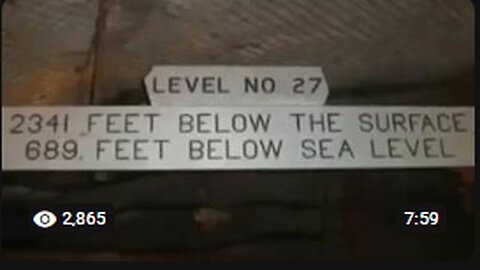 LEVEL NO 27
2341 FEET BELOW THE SURFACE
689 FEET BELOW SEA LEVEL
2,865 7:59